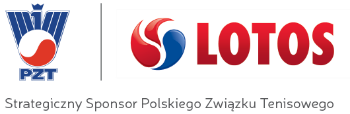 PZT
LOTOS
Strategiczny Sponsor Polskiego Związku Tenisowego